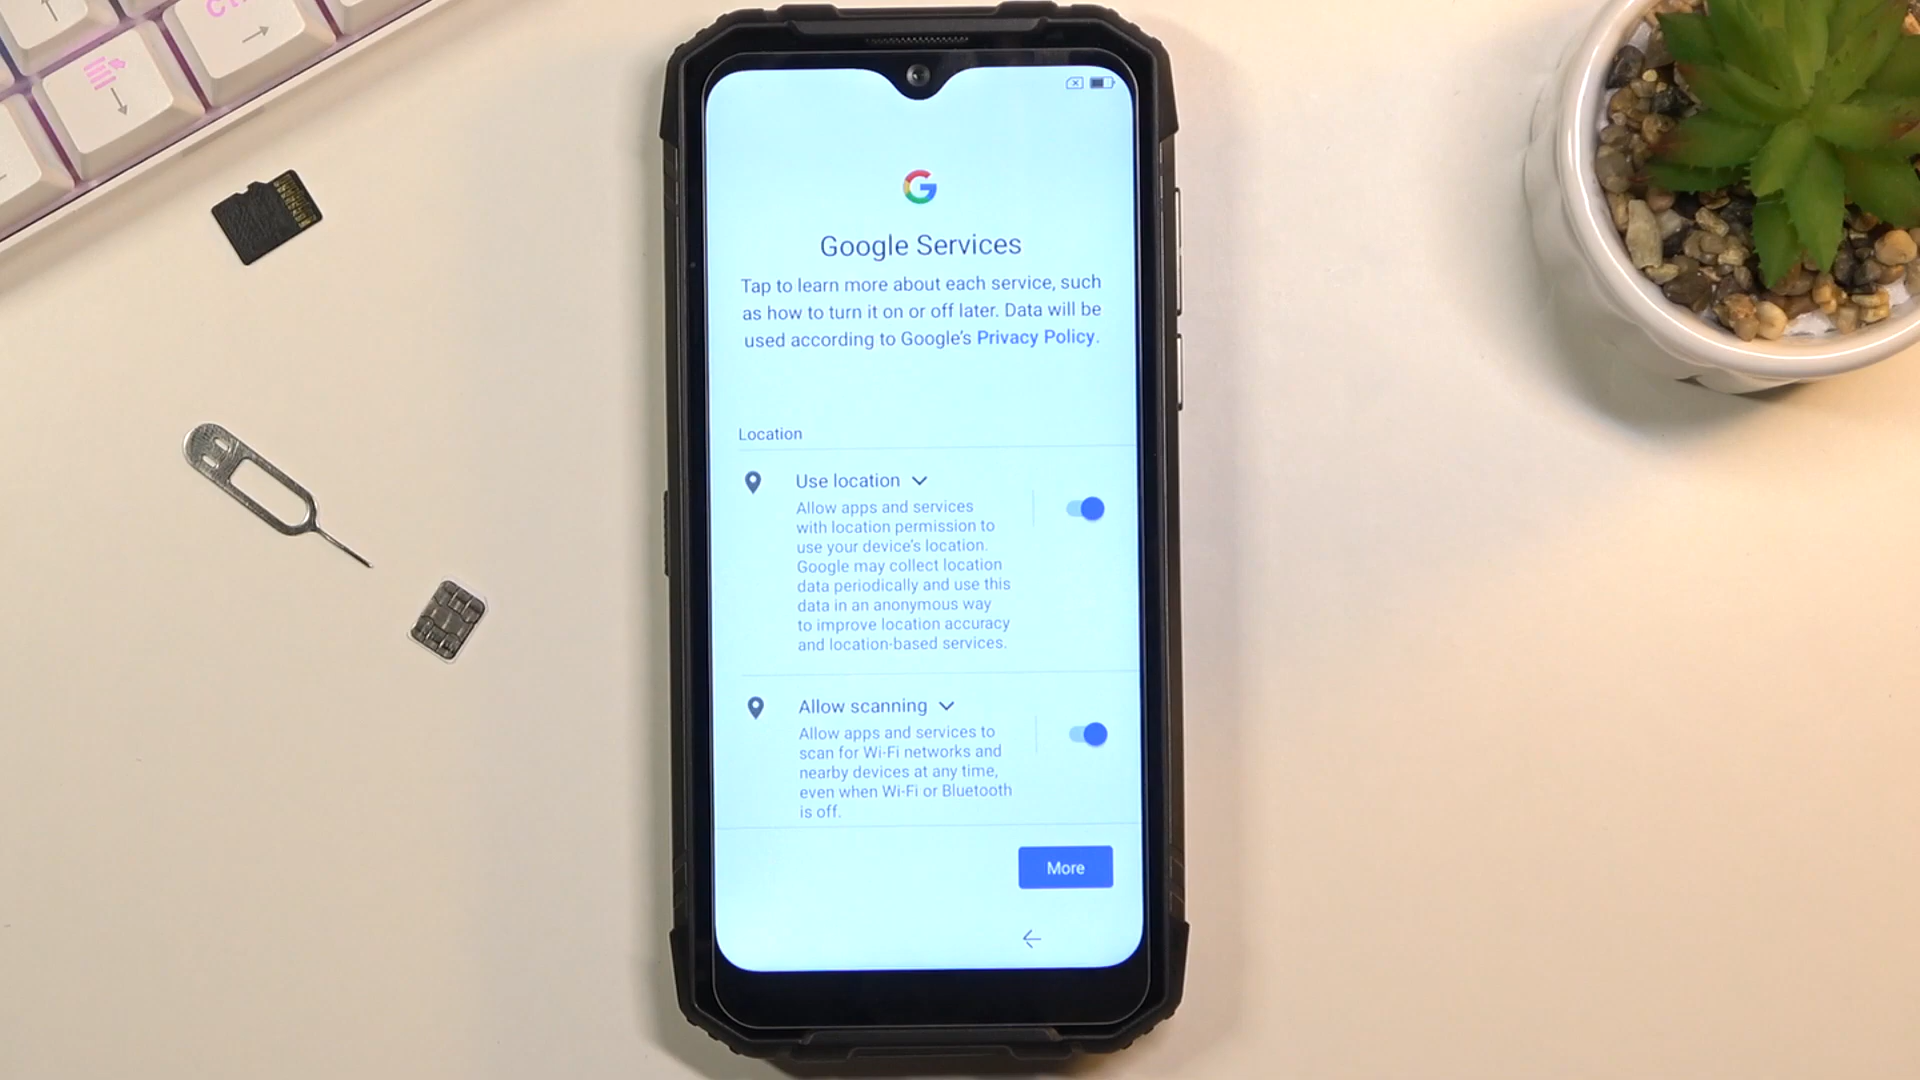 Google Services
Tap to learn more about each service, such
as how to turn it on or off later. Data will be
used according to Google's Privacy Policy.
Location
Use location
Allow apps and services
with location permission to
use your device's location.
Google may collect location
data periodically and use this
data in an anonymous way
to improve location accuracy
and location-based services.
Allow scanning
Allow apps and services to
scan for Wi-Fi networks and
nearby devices at any time,
even when Wi-Fi or Bluetooth
is off.
More